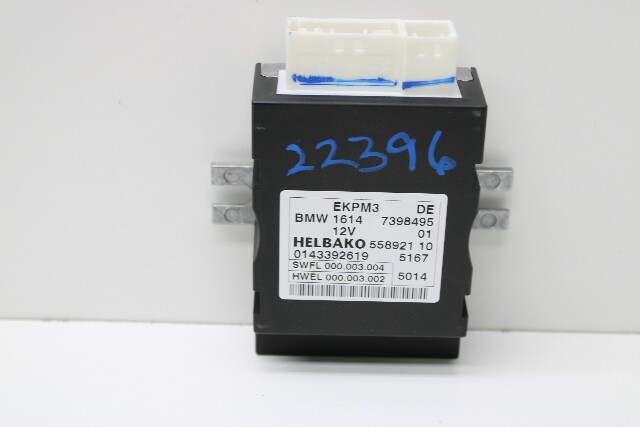 22396
EKPM3 DE
BMW 1614 7398495
12V 01
HELBAKO 558921 10
0143392619 5167
SWFL 000.003.004
HWEL 000.003.002 5014